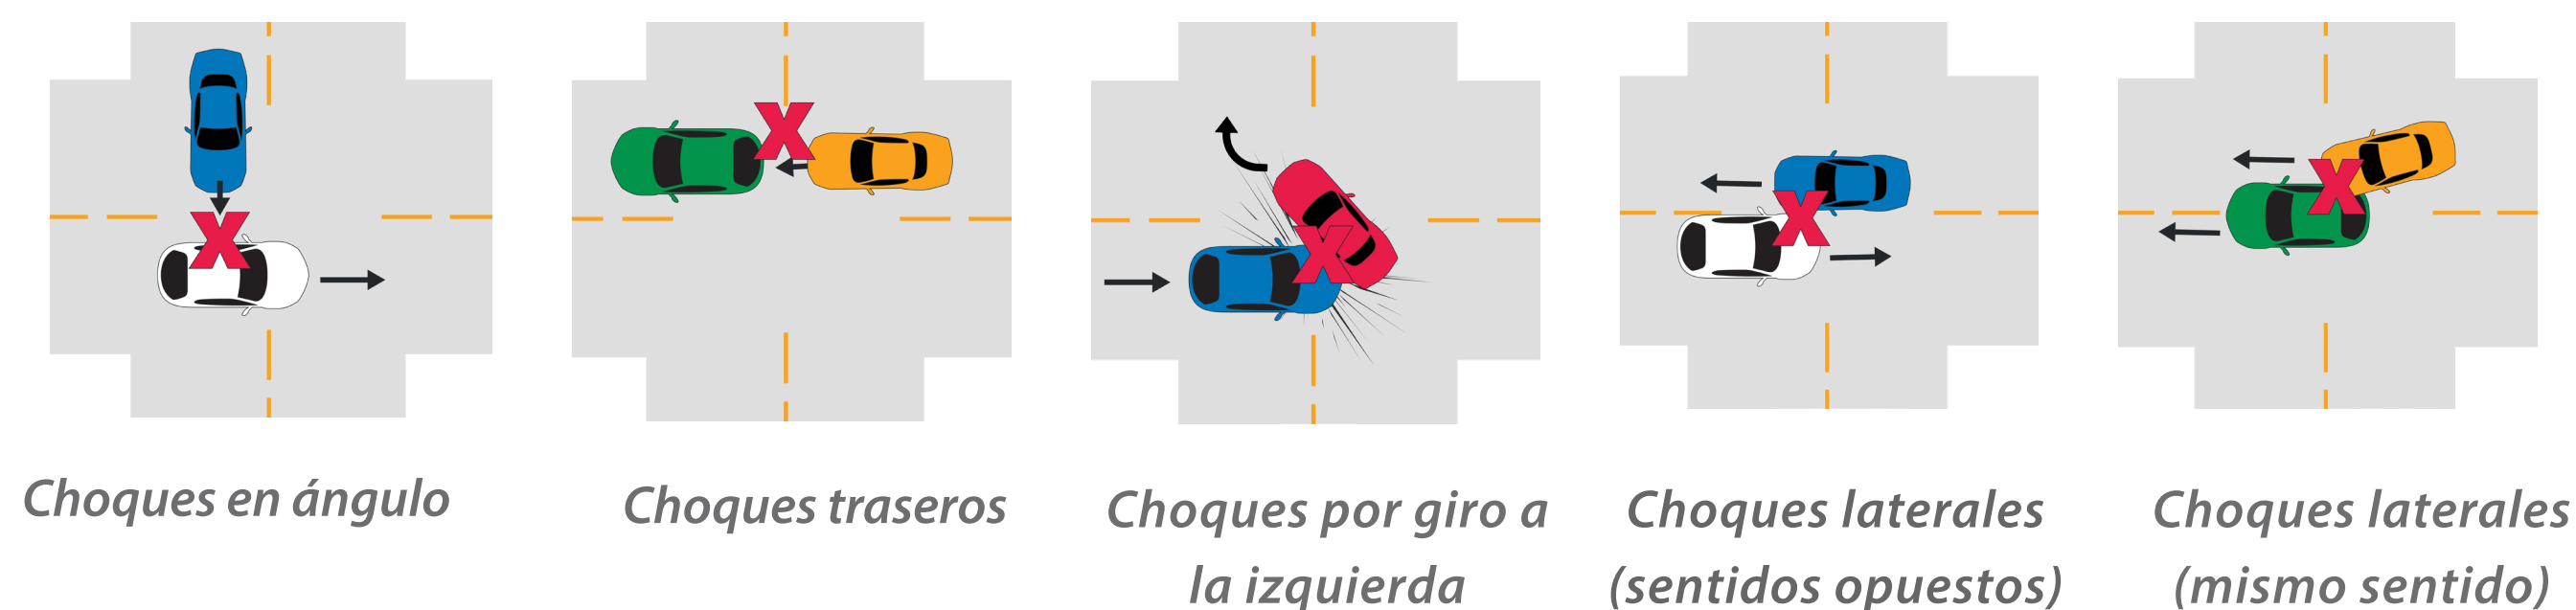 Choques en ángulo
Choques traseros
Choques por giro a
la izquierda
Choques laterales
(sentidos opuestos)
Choques laterales
(mismo sentido)